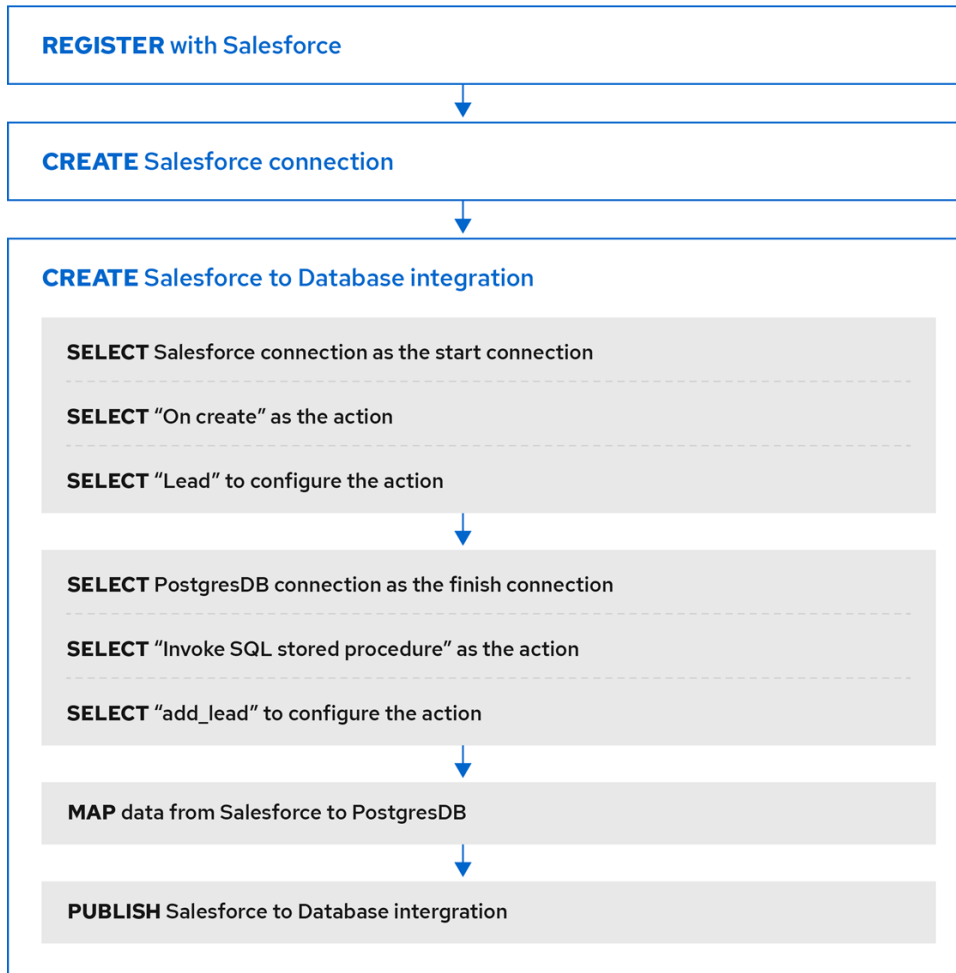 REGISTER with Salesforce
CREATE Salesforce connection
CREATE Salesforce to Database integration
SELECT Salesforce connection as the start connection
SELECT “On create” as the action
SELECT “Lead” to configure the action
SELECT PostgresDB connection as the finish connection
SELECT “Invoke SQL stored procedure” as the action
SELECT “add_lead” to configure the action
MAP data from Salesforce to PostgresDB
PUBLISH Salesforce to Database intergration